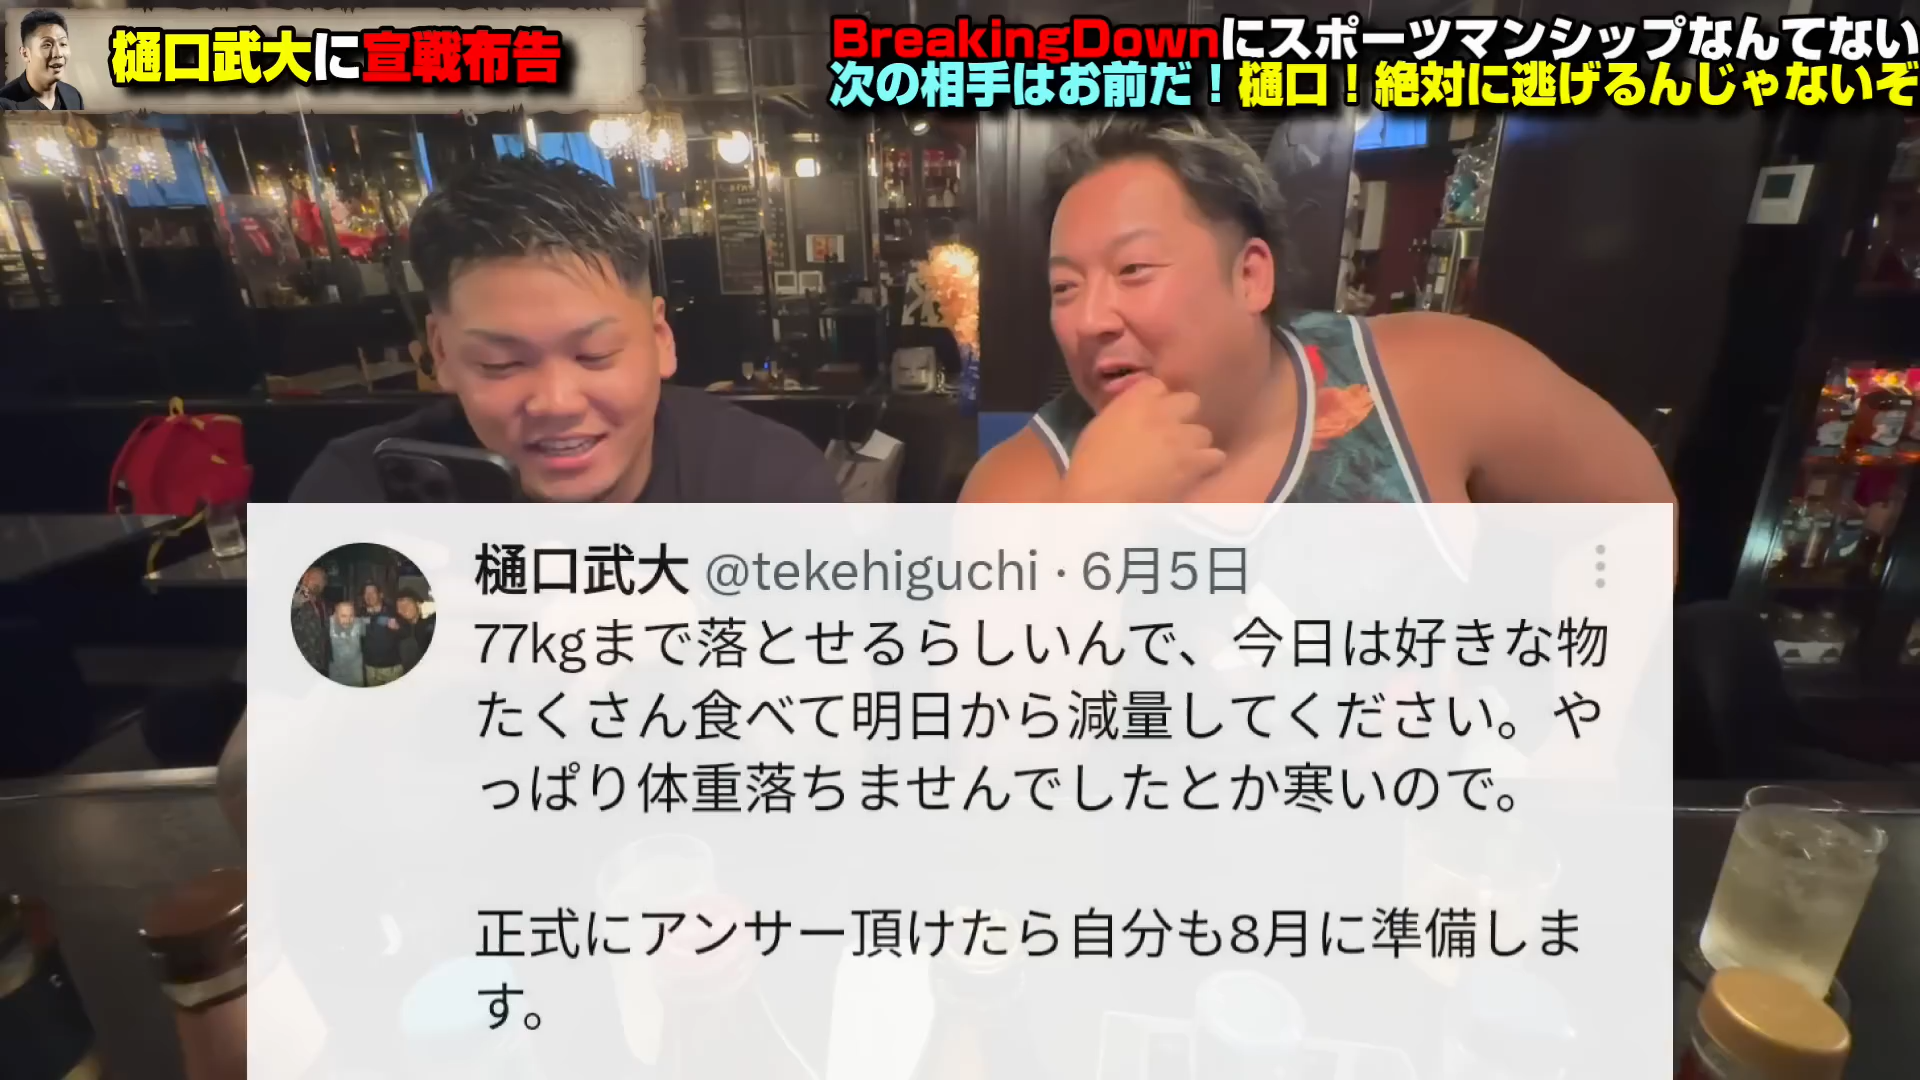 樋口武大に宣戦布告
BreakingDownにスポーツマンシップなんてない
次の相手はお前だ！樋口！絶対に逃げるんじゃないぞ
樋口武大 @tekehiguchi · 6月5日
77kgまで落とせるらしいんで、今日は好きな物
たくさん食べて明日から減量してください。や
っぱり体重落ちませんでしたとか寒いので。
正式にアンサー頂けたら自分も8月に準備しま
す。